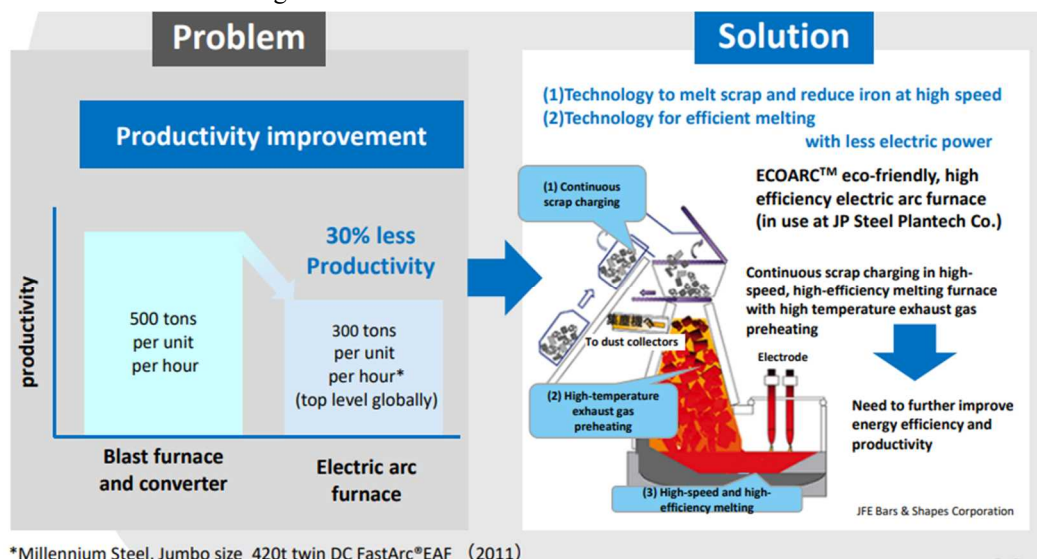 Problem
Solution
Productivity improvement
productivity
30% less
Productivity
500 tons
per unit
per hour
300 tons
per unit
per hour*
(top level globally)
Blast furnace
and converter
Electric arc
furnace
(1)Technology to melt scrap and reduce iron at high speed
(2)Technology for efficient melting
with less electric power
ECOARC™ eco-friendly, high
efficiency electric arc furnace
(in use at JP Steel Plantech Co.)
(1) Continuous
scrap charging
Continuous scrap charging in high-
speed, high-efficiency melting furnace
with high temperature exhaust gas
preheating
集塵機へ
To dust collectors
Electrode
(2) High-temperature
exhaust gas
preheating
Need to further improve
energy efficiency and
productivity
(3) High-speed and high-
efficiency melting
JFE Bars & Shapes Corporation
*Millennium Steel, Jumbo size 420t twin DC FastArc®EAF （2011）